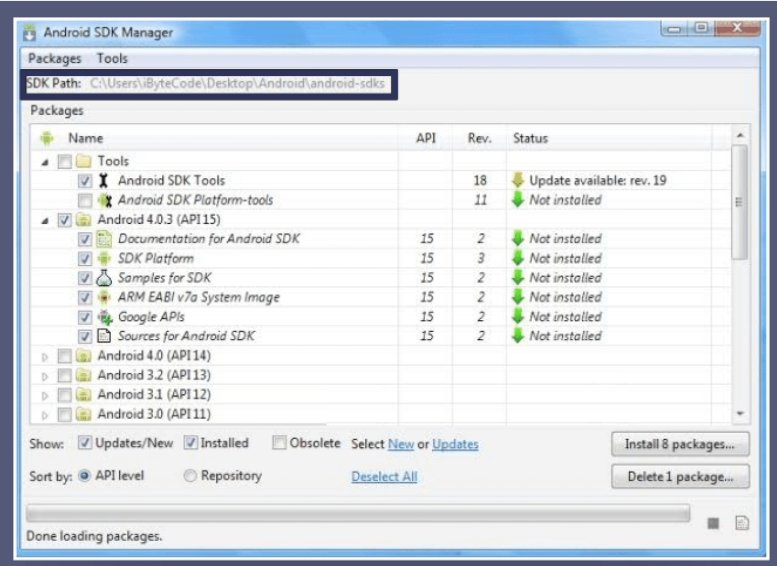 Android SDK Manager
Packages Tools
SDK Path: C:\Users\iByteCode\Desktop\Android\android-sdks
Packages
Name API Rev. Status
Tools
Android SDK Tools 18 Update available: rev. 19
Android SDK Platform-tools 11 Not installed
Android 4.0.3 (API 15)
Documentation for Android SDK 15 2 Not installed
SDK Platform 15 3 Not installed
Samples for SDK 15 2 Not installed
ARM EABI v7a System Image 15 2 Not installed
Google APIs 15 2 Not installed
Sources for Android SDK 15 2 Not installed
Android 4.0 (API 14)
Android 3.2 (API 13)
Android 3.1 (API 12)
Android 3.0 (API 11)
Show: Updates/New Installed Obsolete Select New or Updates Install 8 packages...
Sort by: API level Repository Deselect All Delete 1 package...
Done loading packages.